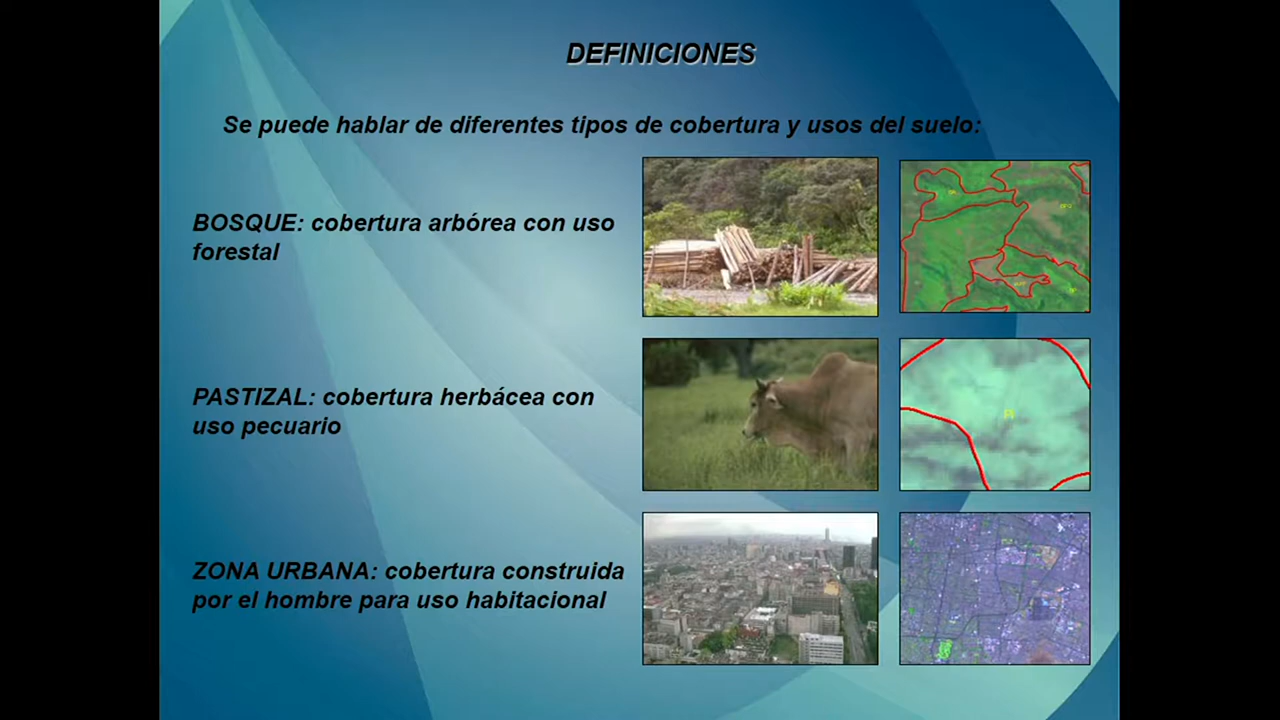 DEFINICIONES
Se puede hablar de diferentes tipos de cobertura y usos del suelo:
BOSQUE: cobertura arbórea con uso
forestal
PASTIZAL: cobertura herbácea con
uso pecuario
ZONA URBANA: cobertura construida
por el hombre para uso habitacional